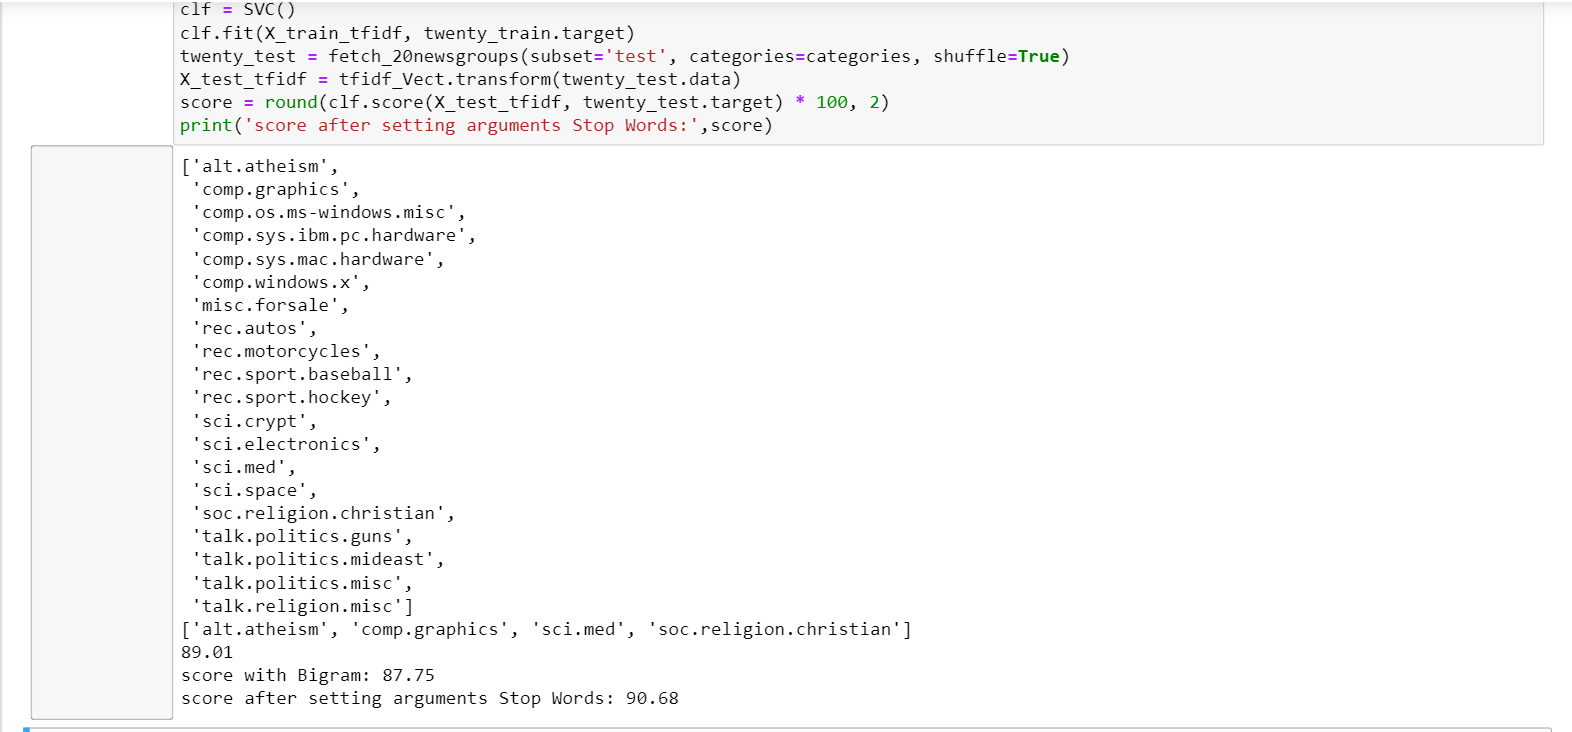 clf = SVC()
clf.fit(X_train_tfidf, twenty_train.target)
twenty_test = fetch_20newsgroups(subset='test', categories=categories, shuffle=True)
X_test_tfidf = tfidf_Vect.transform(twenty_test.data)
score = round(clf.score(X_test_tfidf, twenty_test.target) * 100, 2)
print('score after setting arguments Stop Words:',score)
['alt.atheism',
 'comp.graphics',
 'comp.os.ms-windows.misc',
 'comp.sys.ibm.pc.hardware',
 'comp.sys.mac.hardware',
 'comp.windows.x',
 'misc.forsale',
 'rec.autos',
 'rec.motorcycles',
 'rec.sport.baseball',
 'rec.sport.hockey',
 'sci.crypt',
 'sci.electronics',
 'sci.med',
 'sci.space',
 'soc.religion.christian',
 'talk.politics.guns',
 'talk.politics.mideast',
 'talk.politics.misc',
 'talk.religion.misc']
['alt.atheism', 'comp.graphics', 'sci.med', 'soc.religion.christian']
89.01
score with Bigram: 87.75
score after setting arguments Stop Words: 90.68